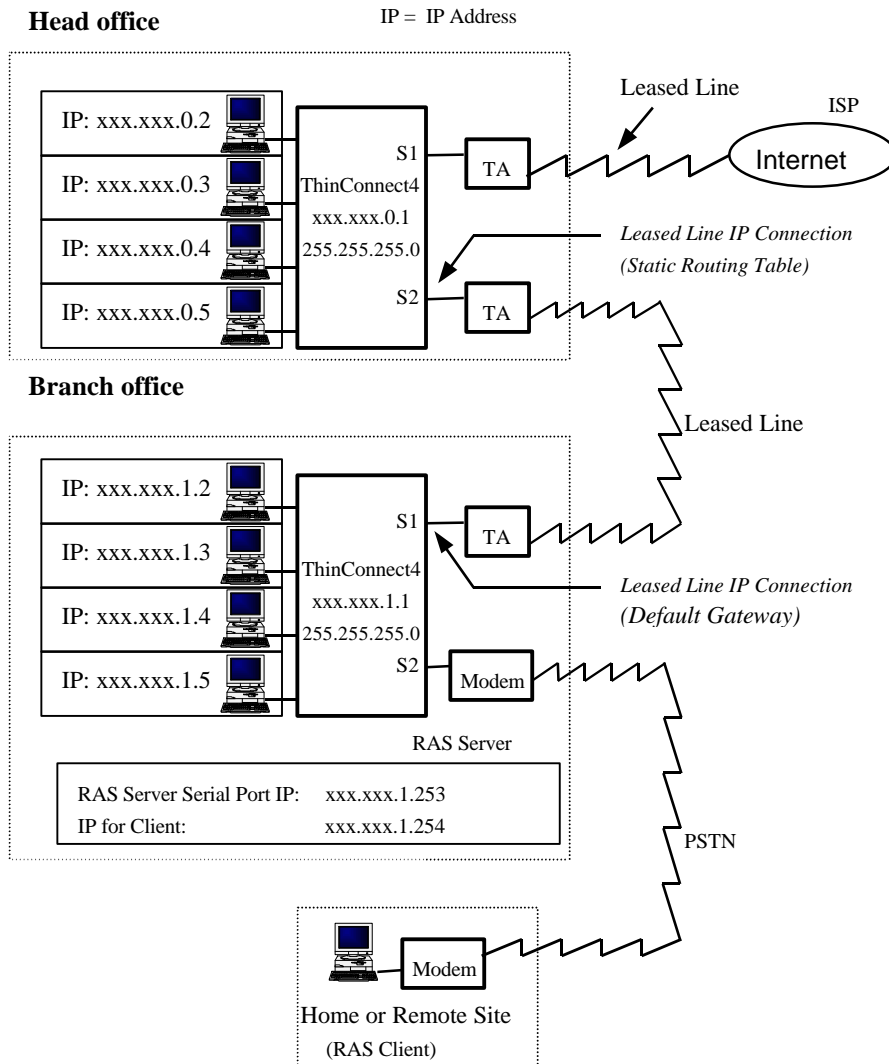 Head office
IP = IP Address
IP: xxx.xxx.0.2
IP: xxx.xxx.0.3
IP: xxx.xxx.0.4
IP: xxx.xxx.0.5
S1
ThinConnect4
xxx.xxx.0.1
255.255.255.0
S2
TA
TA
Leased Line
ISP
Internet
Leased Line IP Connection
(Static Routing Table)
Leased Line
Branch office
IP: xxx.xxx.1.2
IP: xxx.xxx.1.3
IP: xxx.xxx.1.4
IP: xxx.xxx.1.5
S1
ThinConnect4
xxx.xxx.1.1
255.255.255.0
S2
TA
Modem
Leased Line IP Connection
(Default Gateway)
RAS Server
RAS Server Serial Port IP: xxx.xxx.1.253
IP for Client: xxx.xxx.1.254
PSTN
Modem
Home or Remote Site
(RAS Client)